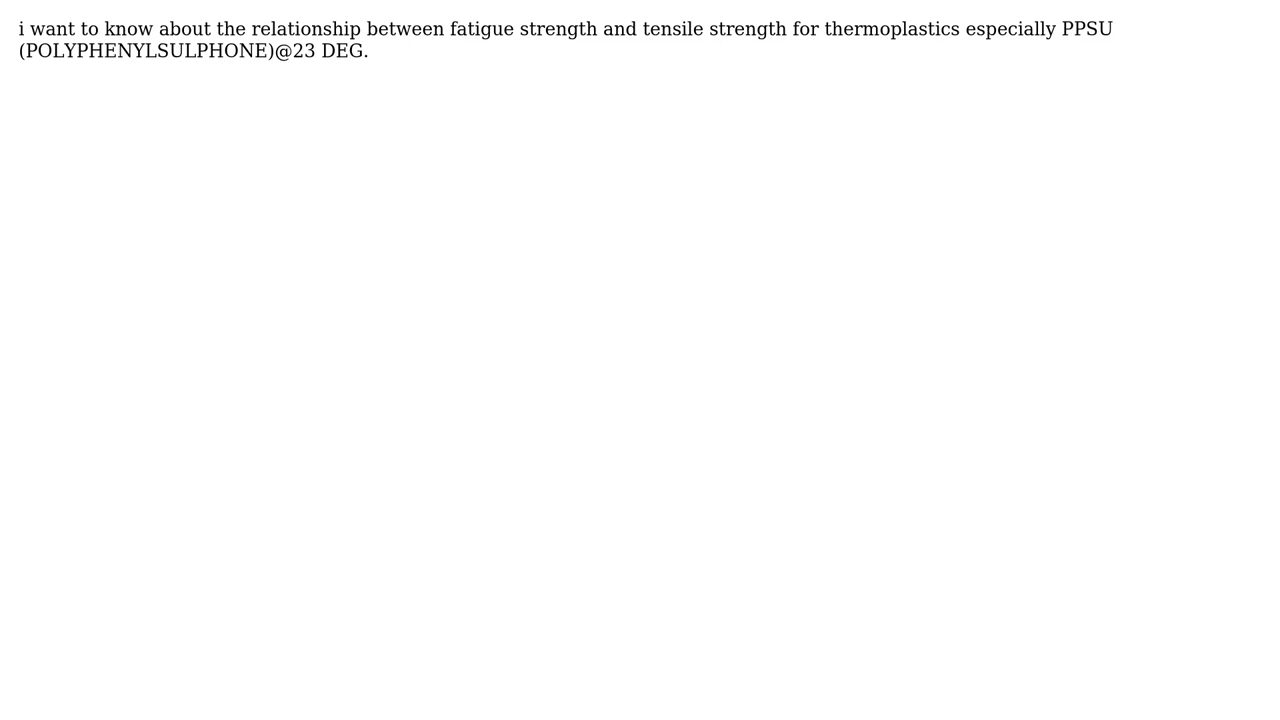 i want to know about the relationship between fatigue strength and tensile strength for thermoplastics especially PPSU
(POLYPHENYLSULPHONE)@23 DEG.